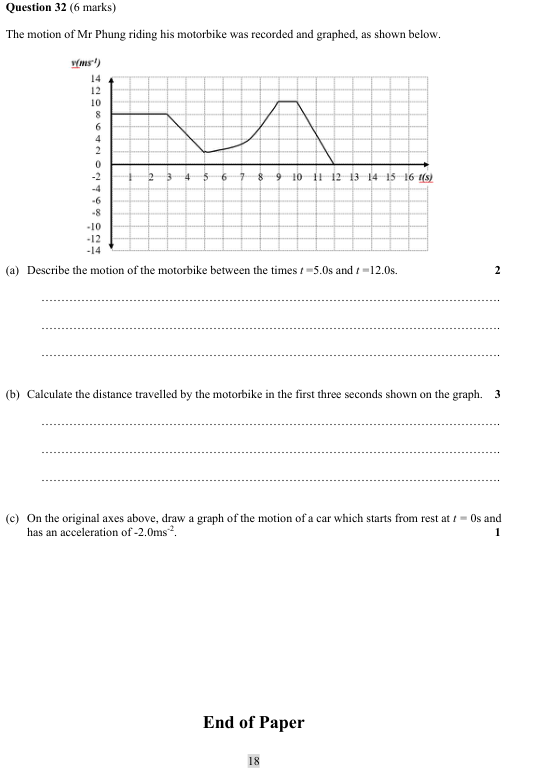 Question 32 (6 marks)
The motion of Mr Phung riding his motorbike was recorded and graphed, as shown below.
v(ms-1)
14
12
10
8
6
4
2
0
-2
-4
-6
-8
-10
-12
-14
1 2 3 4 5 6 7 8 9 10 11 12 13 14 15 16 t(s)
(a) Describe the motion of the motorbike between the times t =5.0s and t =12.0s. 2
(b) Calculate the distance travelled by the motorbike in the first three seconds shown on the graph. 3
(c) On the original axes above, draw a graph of the motion of a car which starts from rest at t = 0s and
has an acceleration of -2.0ms-2. 1
End of Paper
18